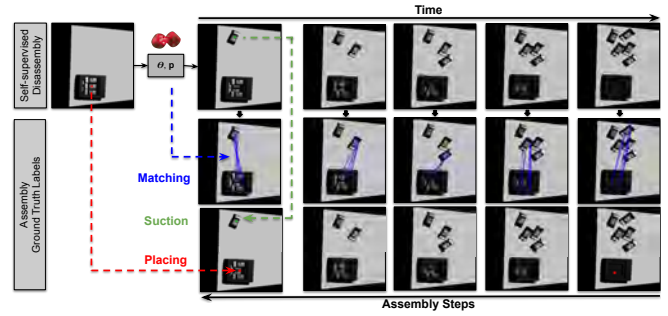 Time
Self-supervised
Disassembly
θ, p
Assembly
Ground Truth Labels
Matching
Suction
Placing
Assembly Steps